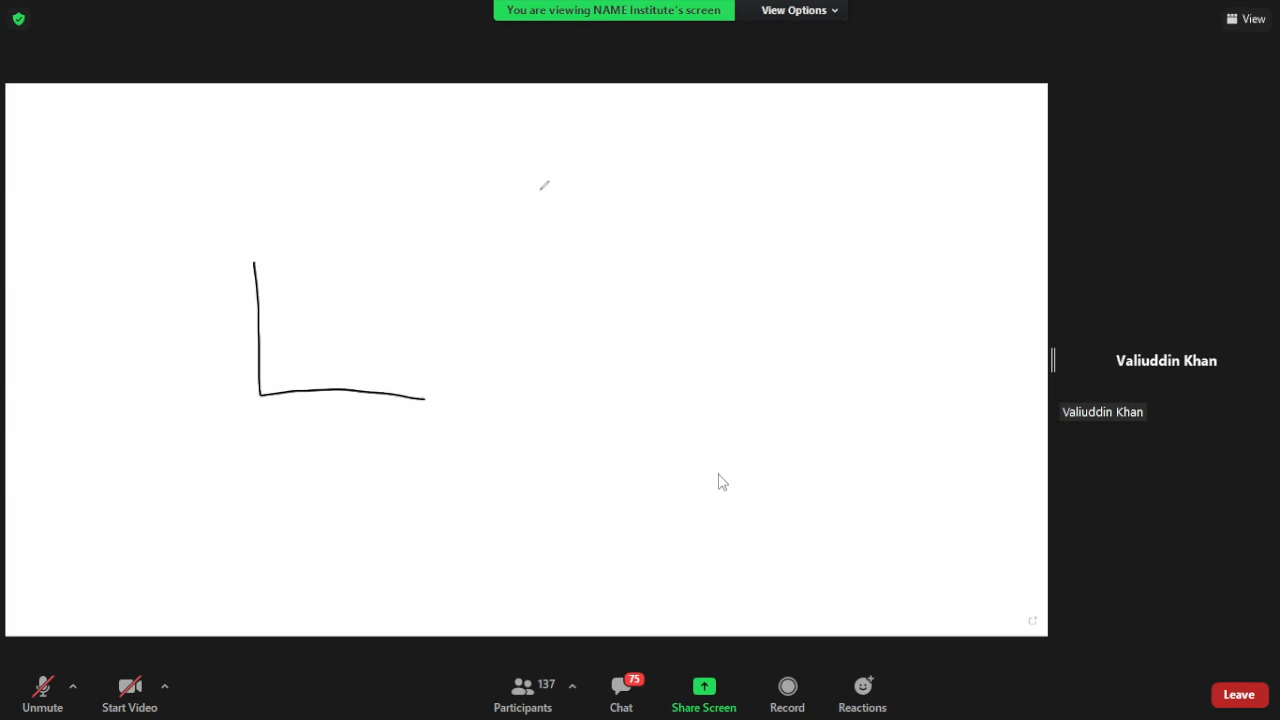 You are viewing NAME Institute's screen
View Options
View
Valiuddin Khan
Valiuddin Khan
Unmute
Start Video
137
Participants
75
Chat
Share Screen
Record
Reactions
Leave